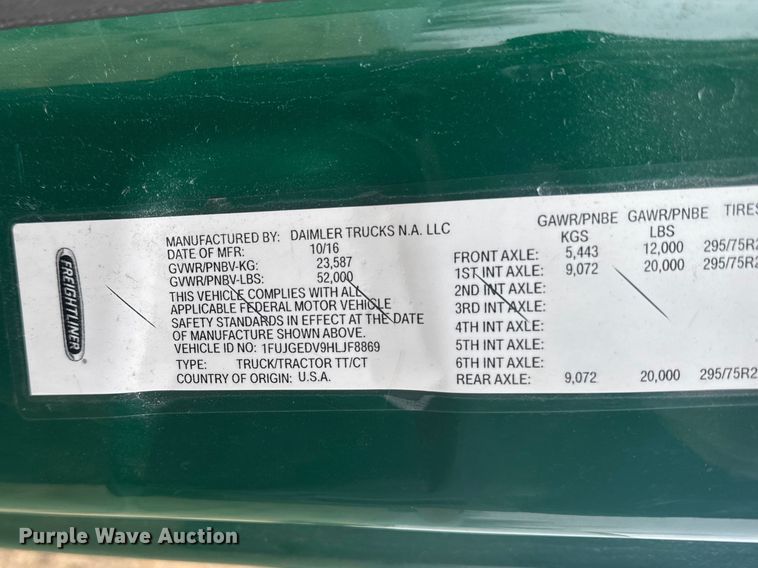 FREIGHTLINER
MANUFACTURED BY: DAIMLER TRUCKS N.A. LLC
DATE OF MFR: 10/16
GVWR/PNBV-KG: 23,587
GVWR/PNBV-LBS: 52,000
THIS VEHICLE COMPLIES WITH ALL
APPLICABLE FEDERAL MOTOR VEHICLE
SAFETY STANDARDS IN EFFECT AT THE DATE
OF MANUFACTURE SHOWN ABOVE.
VEHICLE ID NO: 1FUJGEDV9HLJF8869
TYPE: TRUCK/TRACTOR TT/CT
COUNTRY OF ORIGIN: U.S.A.
GAWR/PNBE KGS GAWR/PNBE LBS TIRES
FRONT AXLE: 5,443 12,000 295/75R2
1ST INT AXLE: 9,072 20,000 295/75R2
2ND INT AXLE:
3RD INT AXLE:
4TH INT AXLE:
5TH INT AXLE:
6TH INT AXLE:
REAR AXLE: 9,072 20,000 295/75R2
Purple Wave Auction